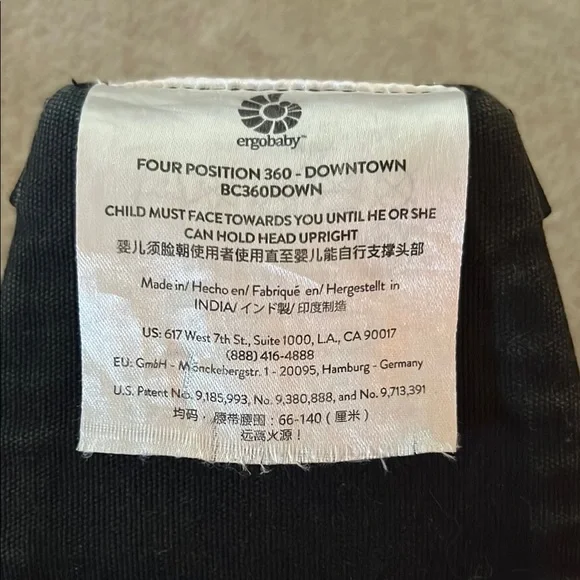 ergobaby™
FOUR POSITION 360 - DOWNTOWN
BC360DOWN
CHILD MUST FACE TOWARDS YOU UNTIL HE OR SHE
CAN HOLD HEAD UPRIGHT
婴儿须脸朝使用者使用直至婴儿能自行支撑头部
Made in/ Hecho en/ Fabriqué en/ Hergestellt in
INDIA/ インド製/ 印度制造
US: 617 West 7th St., Suite 1000, L.A., CA 90017
(888) 416-4888
EU: GmbH - Mönckebergstr. 1 - 20095, Hamburg - Germany
U.S. Patent No. 9,185,993, No. 9,380,888, and No. 9,713,391
均码，腰带腰围：66-140（厘米）
远离火源！